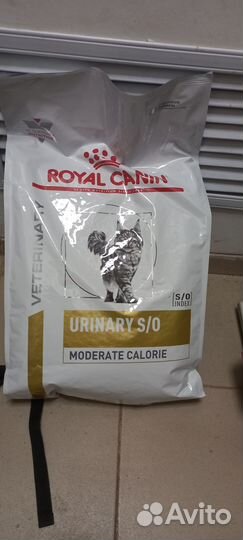 ROYAL CANIN
VETERINARY
S/O
INDEX
URINARY S/O
MODERATE CALORIE
Avito